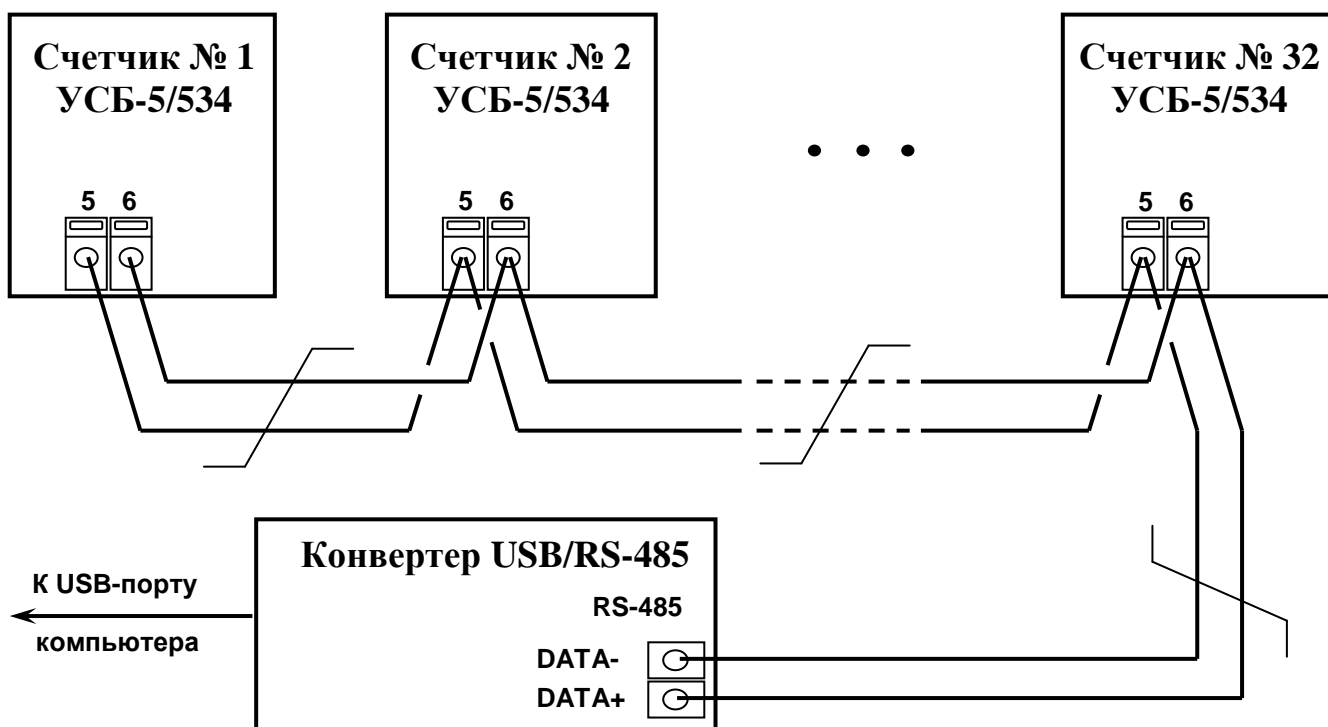 Счетчик № 1
УСБ-5/534
Счетчик № 2
УСБ-5/534
Счетчик № 32
УСБ-5/534
• • •
5 6
5 6
5 6
Конвертер USB/RS-485
К USB-порту
компьютера
RS-485
DATA-
DATA+